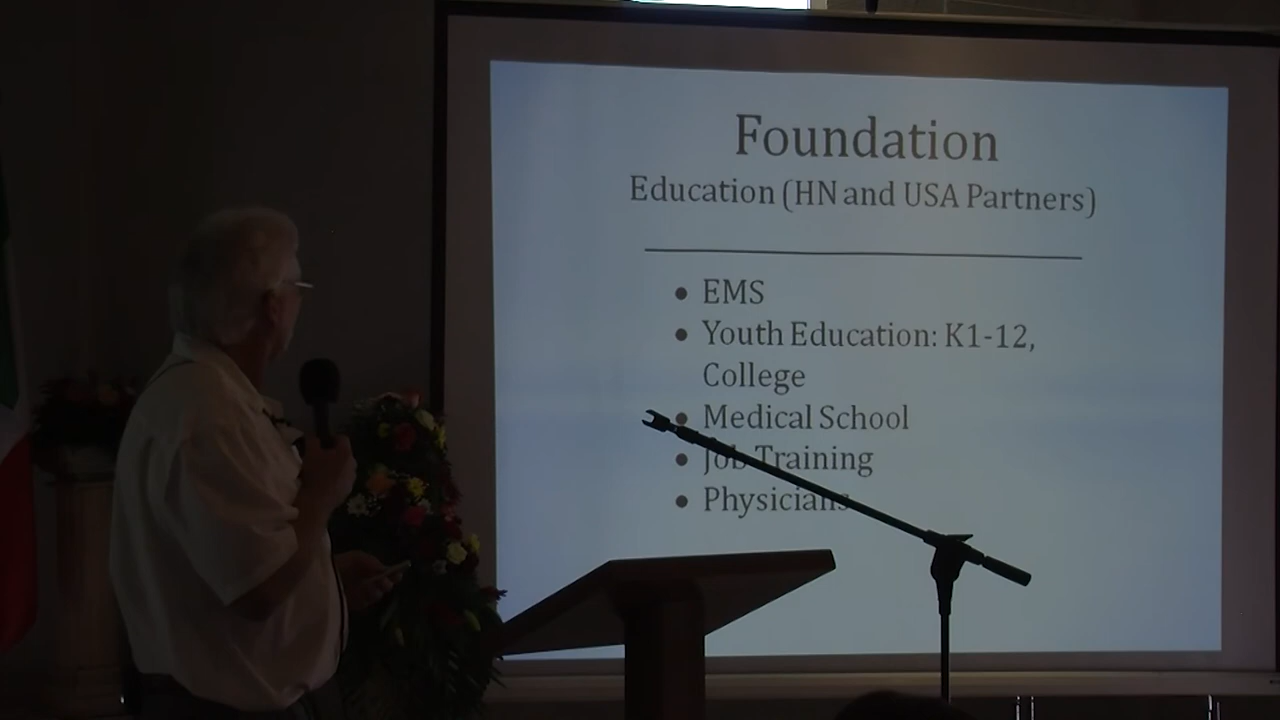 Foundation
Education (HN and USA Partners)
• EMS
• Youth Education: K1-12,
College
• Medical School
• Job Training
• Physicians